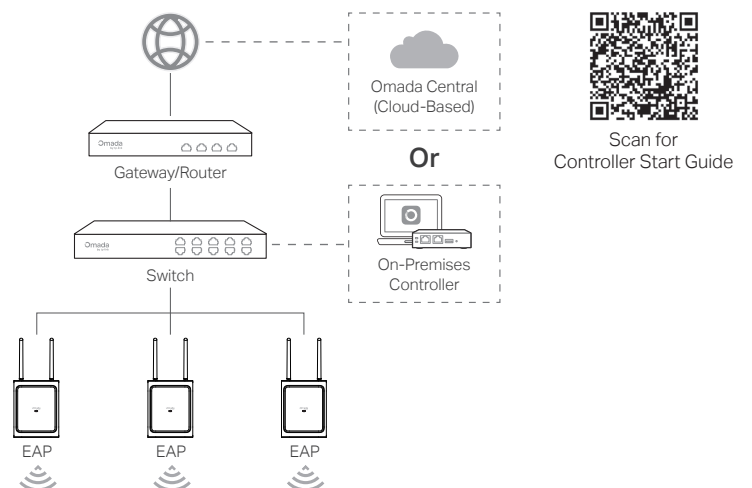 Omada Central
(Cloud-Based)
Scan for
Controller Start Guide
Or
Omada
Gateway/Router
Omada
Switch
On-Premises
Controller
EAP
EAP
EAP